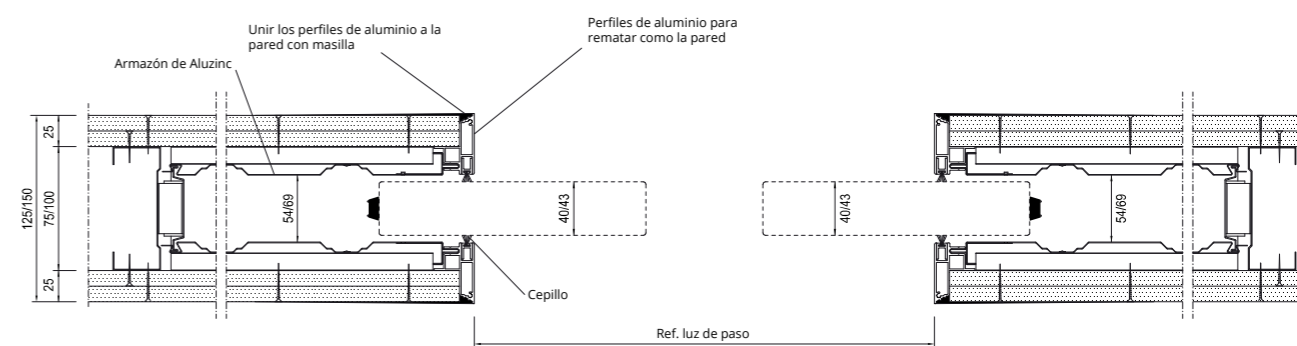 Unir los perfiles de aluminio a la
pared con masilla
Perfiles de aluminio para
rematar como la pared
Armazón de Aluzinc
125/150
25
75/100
25
54/69
40/43
40/43
54/69
Cepillo
Ref. luz de paso